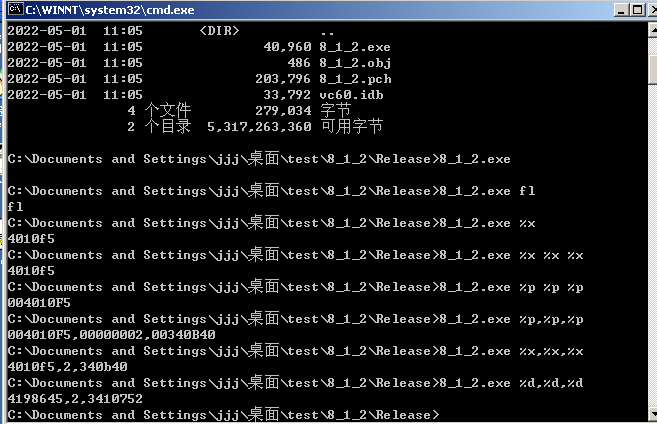 C:\WINNT\system32\cmd.exe
2022-05-01  11:05       <DIR>          ..
2022-05-01  11:05               40,960 8_1_2.exe
2022-05-01  11:05                  486 8_1_2.obj
2022-05-01  11:05              203,796 8_1_2.pch
2022-05-01  11:05               33,792 vc60.idb
4 个文件        279,034 字节
2 个目录  5,317,263,360 可用字节
C:\Documents and Settings\jjj\桌面\test\8_1_2\Release>8_1_2.exe
C:\Documents and Settings\jjj\桌面\test\8_1_2\Release>8_1_2.exe fl
fl
C:\Documents and Settings\jjj\桌面\test\8_1_2\Release>8_1_2.exe %x
4010f5
C:\Documents and Settings\jjj\桌面\test\8_1_2\Release>8_1_2.exe %x %x %x
4010f5
C:\Documents and Settings\jjj\桌面\test\8_1_2\Release>8_1_2.exe %p %p %p
004010F5
C:\Documents and Settings\jjj\桌面\test\8_1_2\Release>8_1_2.exe %p,%p,%p
004010F5,00000002,00340B40
C:\Documents and Settings\jjj\桌面\test\8_1_2\Release>8_1_2.exe %x,%x,%x
4010f5,2,340b40
C:\Documents and Settings\jjj\桌面\test\8_1_2\Release>8_1_2.exe %d,%d,%d
4198645,2,3410752
C:\Documents and Settings\jjj\桌面\test\8_1_2\Release>